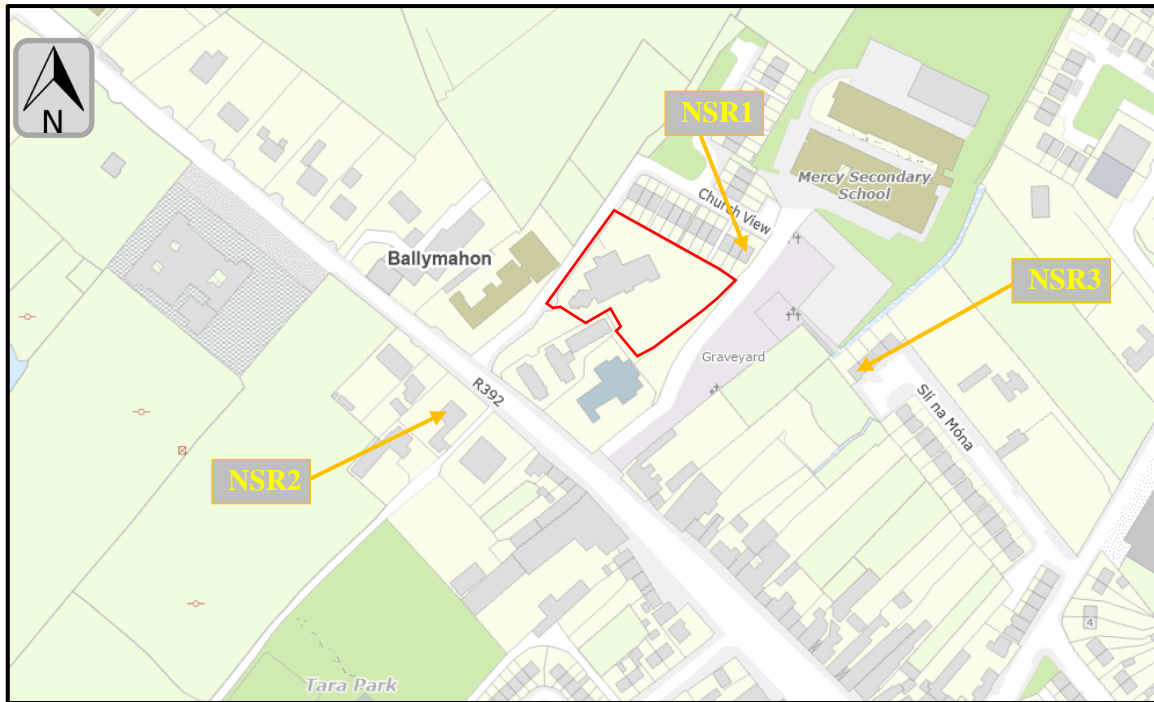 N
NSR1
Mercy Secondary
School
Church View
Ballymahon
NSR3
Graveyard
R392
Slí na Móna
NSR2
4
Tara Park